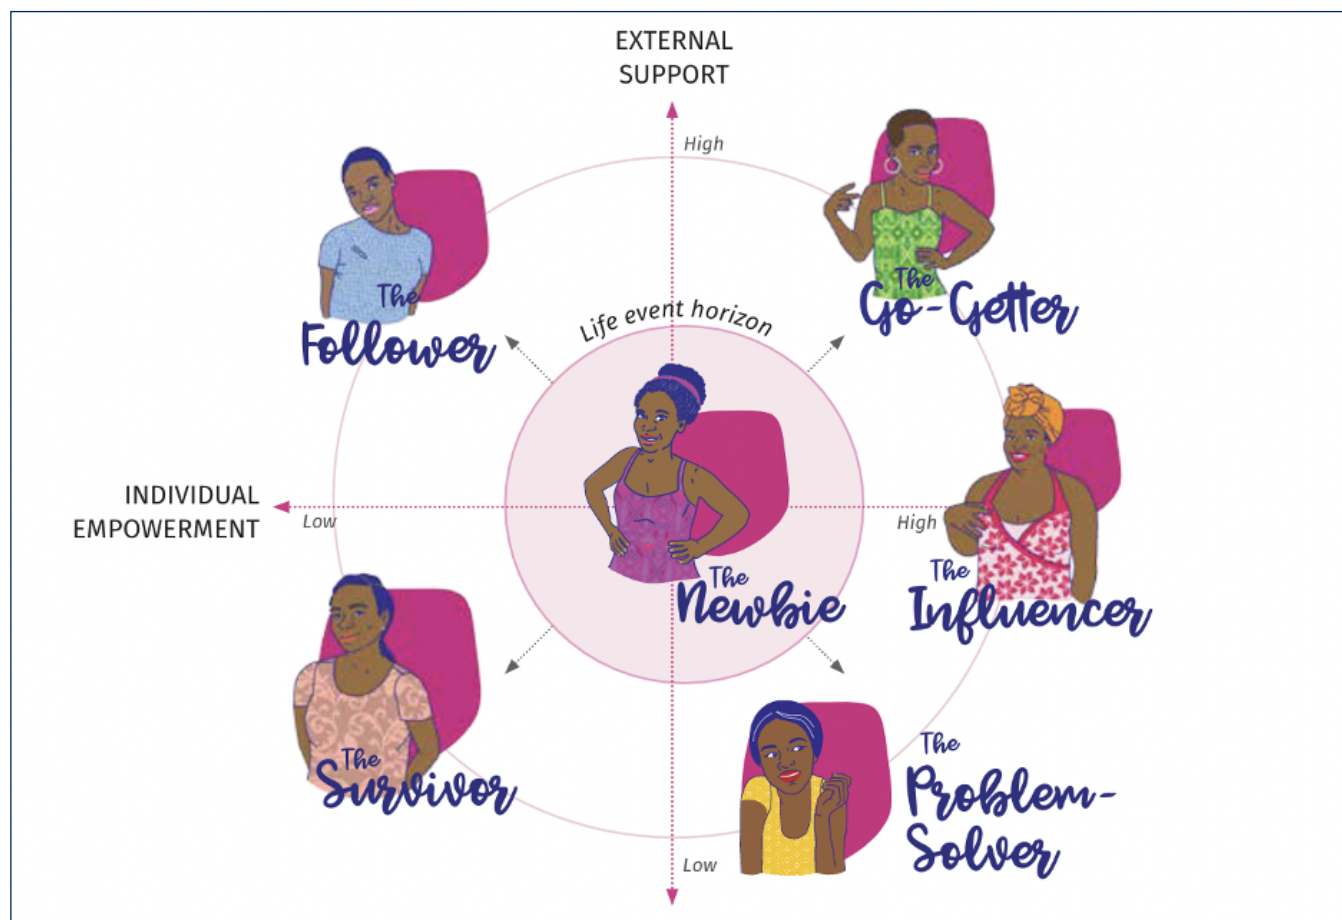 EXTERNAL
SUPPORT
High
The
Follower
The
Go-Getter
Life event horizon
INDIVIDUAL
EMPOWERMENT
Low
High
The
Newbie
The
Influencer
The
Survivor
The
Problem-
Solver
Low